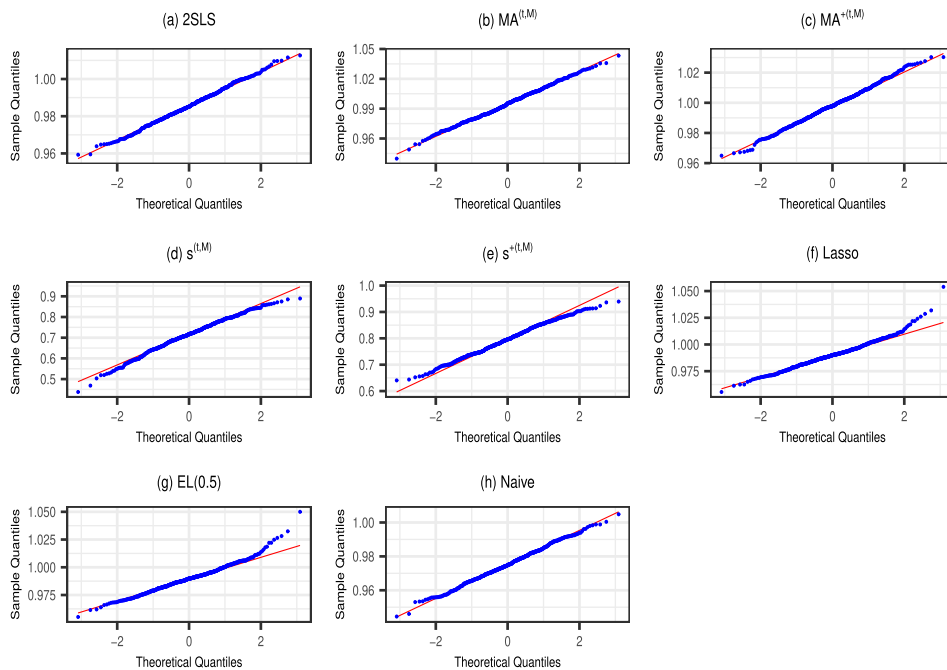 (a) 2SLS
(b) MA(t,M)
(c) MA+(t,M)
Sample Quantiles
1.00
0.98
0.96
−2 0 2
Theoretical Quantiles
Sample Quantiles
1.05
1.02
0.99
0.96
−2 0 2
Theoretical Quantiles
Sample Quantiles
1.02
1.00
0.98
0.96
−2 0 2
Theoretical Quantiles
(d) s(t,M)
(e) s+(t,M)
(f) Lasso
Sample Quantiles
0.9
0.8
0.7
0.6
0.5
−2 0 2
Theoretical Quantiles
Sample Quantiles
1.0
0.9
0.8
0.7
0.6
−2 0 2
Theoretical Quantiles
Sample Quantiles
1.050
1.025
1.000
0.975
−2 0 2
Theoretical Quantiles
(g) EL(0.5)
(h) Naive
Sample Quantiles
1.050
1.025
1.000
0.975
−2 0 2
Theoretical Quantiles
Sample Quantiles
1.00
0.98
0.96
−2 0 2
Theoretical Quantiles